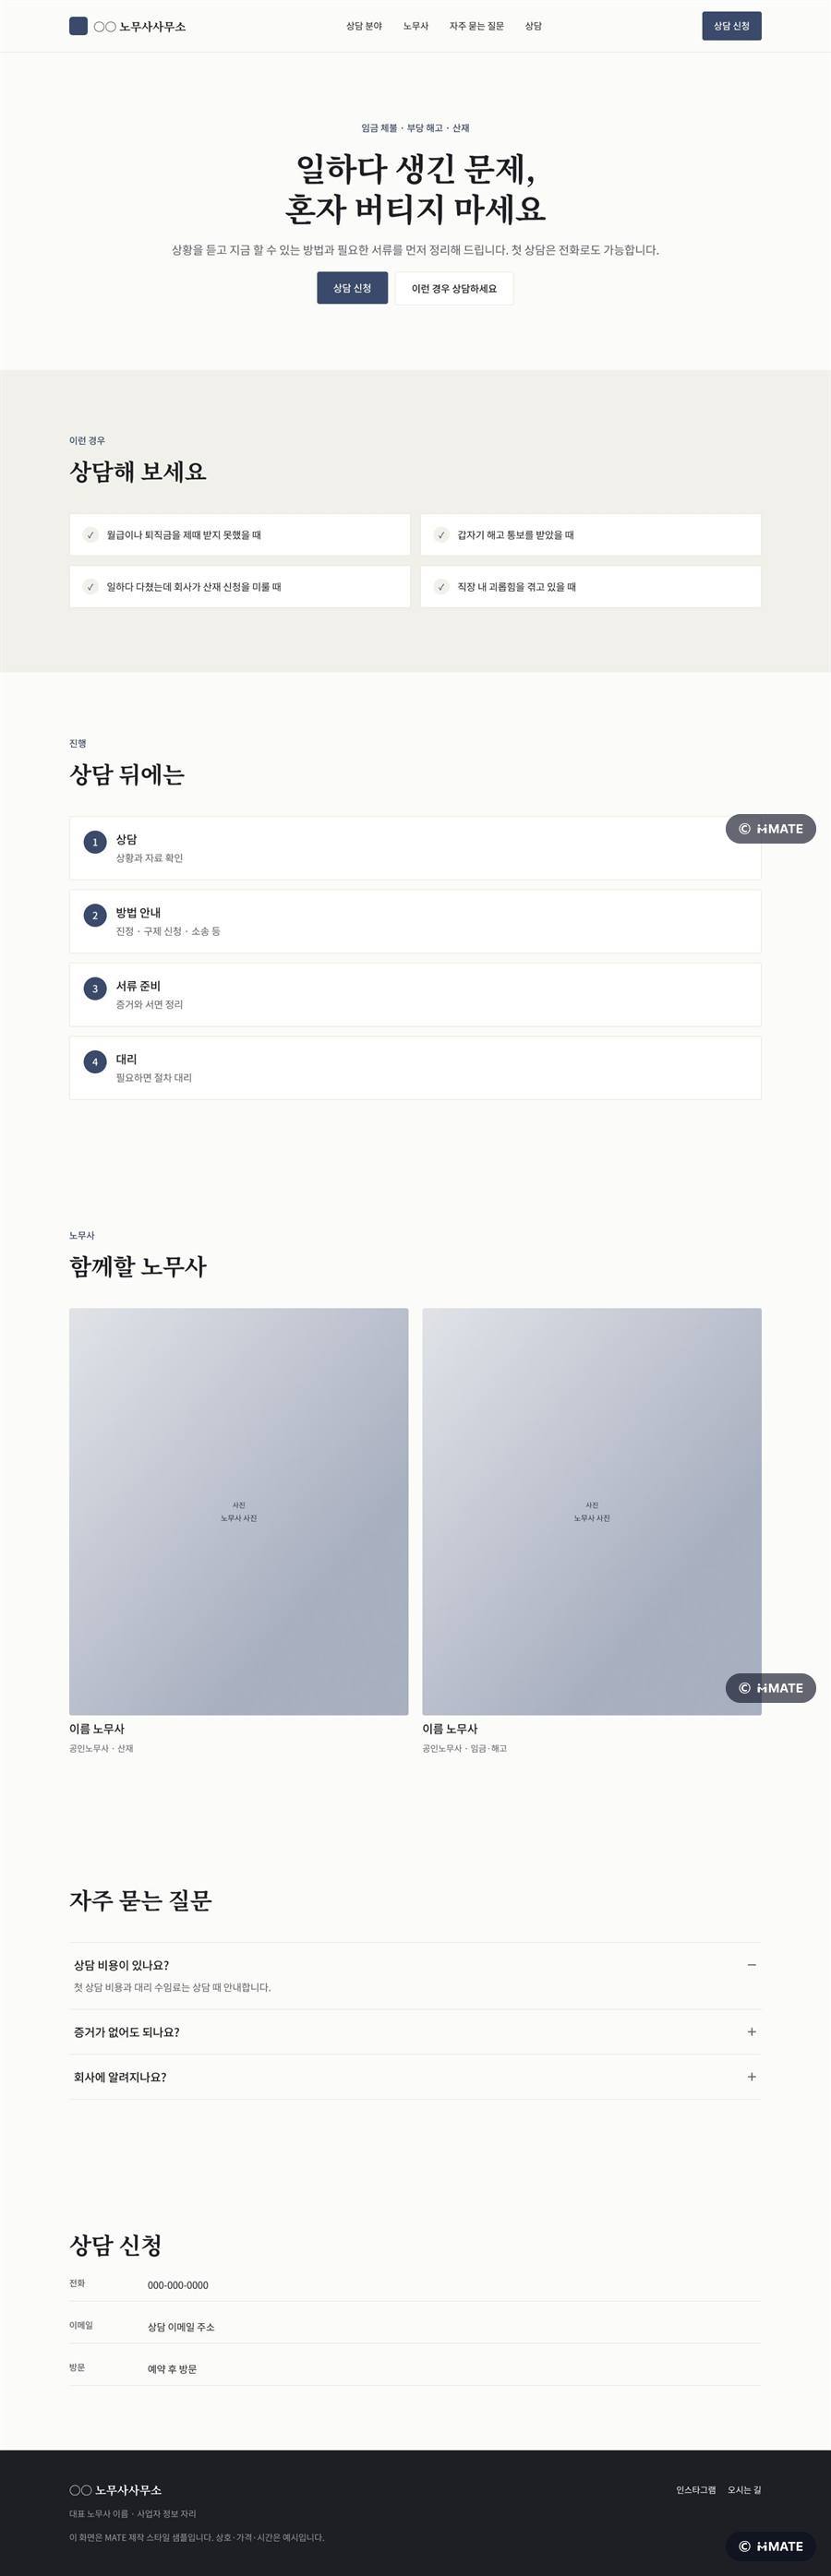 ○○ 노무사사무소
상담 분야 노무사 자주 묻는 질문 상담
상담 신청
임금 체불 · 부당 해고 · 산재
일하다 생긴 문제,
혼자 버티지 마세요
상황을 듣고 지금 할 수 있는 방법과 필요한 서류를 먼저 정리해 드립니다. 첫 상담은 전화로도 가능합니다.
상담 신청 이런 경우 상담하세요
이런 경우
상담해 보세요
✓ 월급이나 퇴직금을 제때 받지 못했을 때
✓ 갑자기 해고 통보를 받았을 때
✓ 일하다 다쳤는데 회사가 산재 신청을 미룰 때
✓ 직장 내 괴롭힘을 겪고 있을 때
진행
상담 뒤에는
© MATE
1 상담
상황과 자료 확인
2 방법 안내
진정 · 구제 신청 · 소송 등
3 서류 준비
증거와 서면 정리
4 대리
필요하면 절차 대리
노무사
함께할 노무사
사진
노무사 사진
사진
노무사 사진
© MATE
이름 노무사
공인노무사 · 산재
이름 노무사
공인노무사 · 임금·해고
자주 묻는 질문
상담 비용이 있나요? −
첫 상담 비용과 대리 수임료는 상담 때 안내합니다.
증거가 없어도 되나요? +
회사에 알려지나요? +
상담 신청
전화 000-000-0000
이메일 상담 이메일 주소
방문 예약 후 방문
○○ 노무사사무소
인스타그램 오시는 길
대표 노무사 이름 · 사업자 정보 자리
이 화면은 MATE 제작 스타일 샘플입니다. 상호·가격·시간은 예시입니다.
© MATE